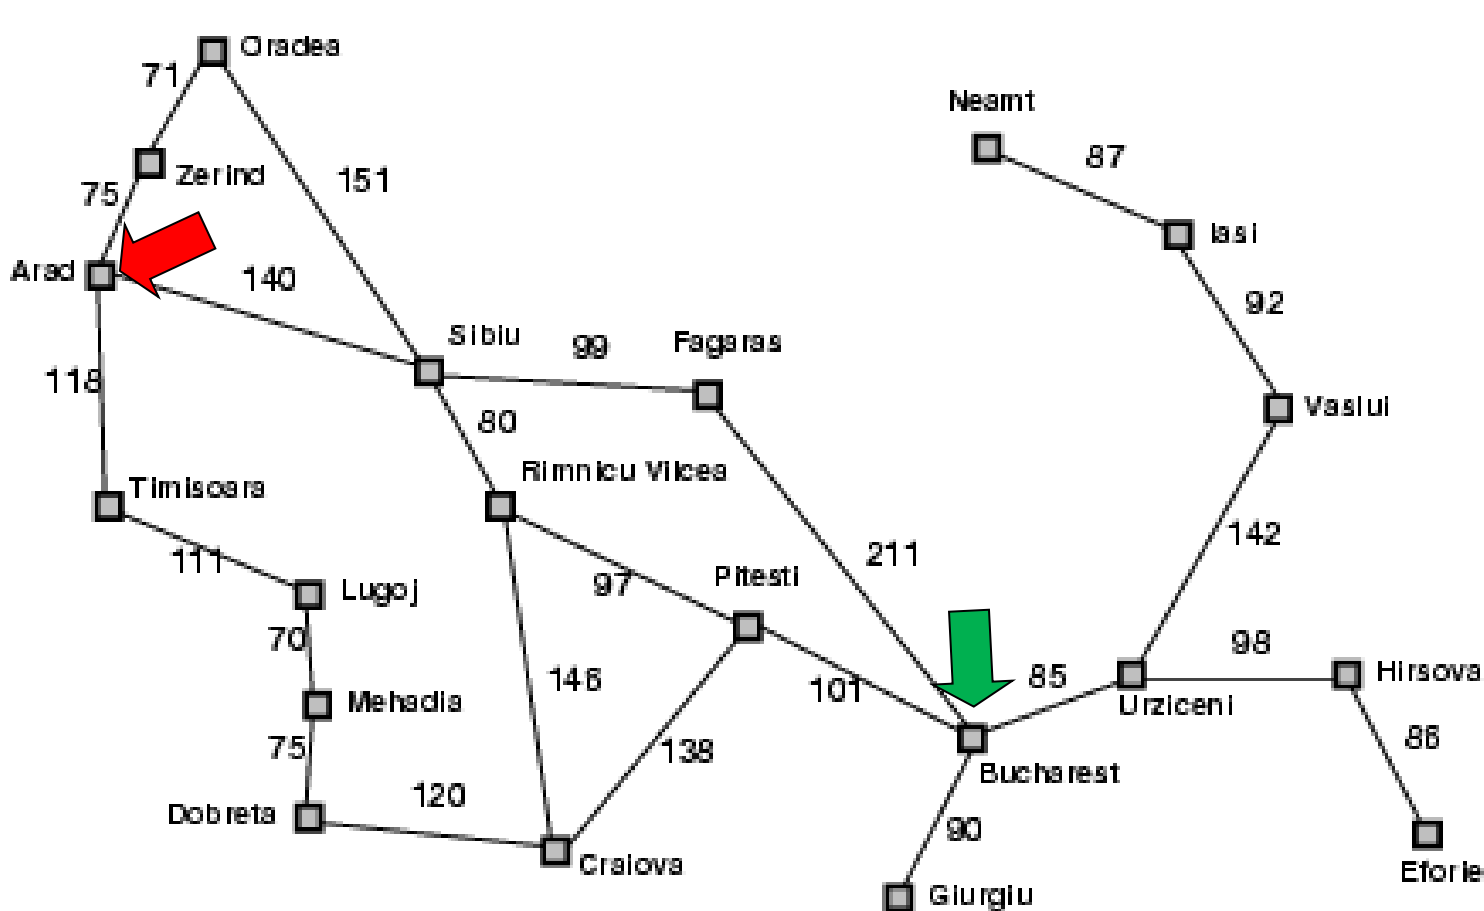 Oradea
71
Neamt
87
Zerind
151
75
Iasi
Arad
140
92
Sibiu
99
Fagaras
118
80
Vaslui
Rimnicu Vilcea
Timisoara
142
211
111
97
Pitesti
Lugoj
70
98
Hirsova
146
101
85
Urziceni
Mehadia
75
138
86
Bucharest
120
Dobreta
90
Craiova
Eforie
Giurgiu